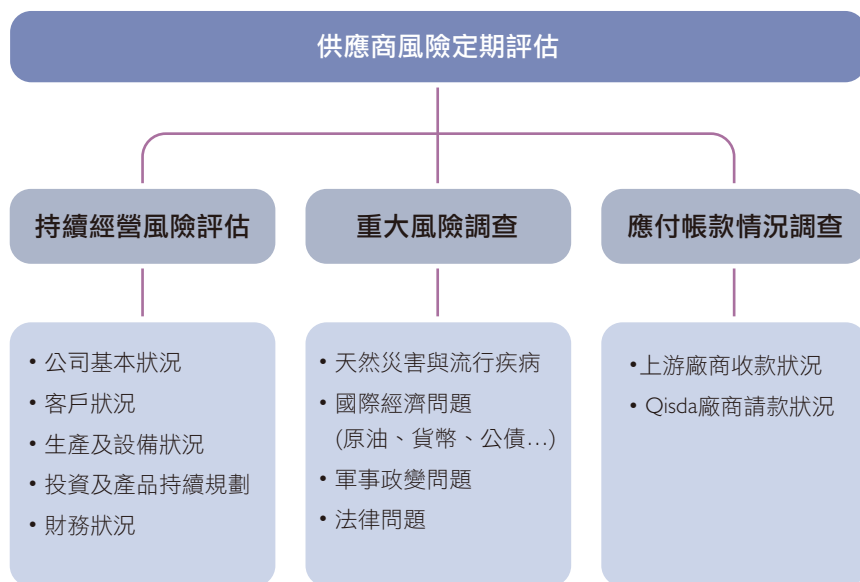 供應商風險定期評估
持續經營風險評估
• 公司基本狀況
• 客戶狀況
• 生產及設備狀況
• 投資及產品持續規劃
• 財務狀況
重大風險調查
• 天然災害與流行疾病
• 國際經濟問題
(原油、貨幣、公債…)
• 軍事政變問題
• 法律問題
應付帳款情況調查
•上游廠商收款狀況
• Qisda廠商請款狀況